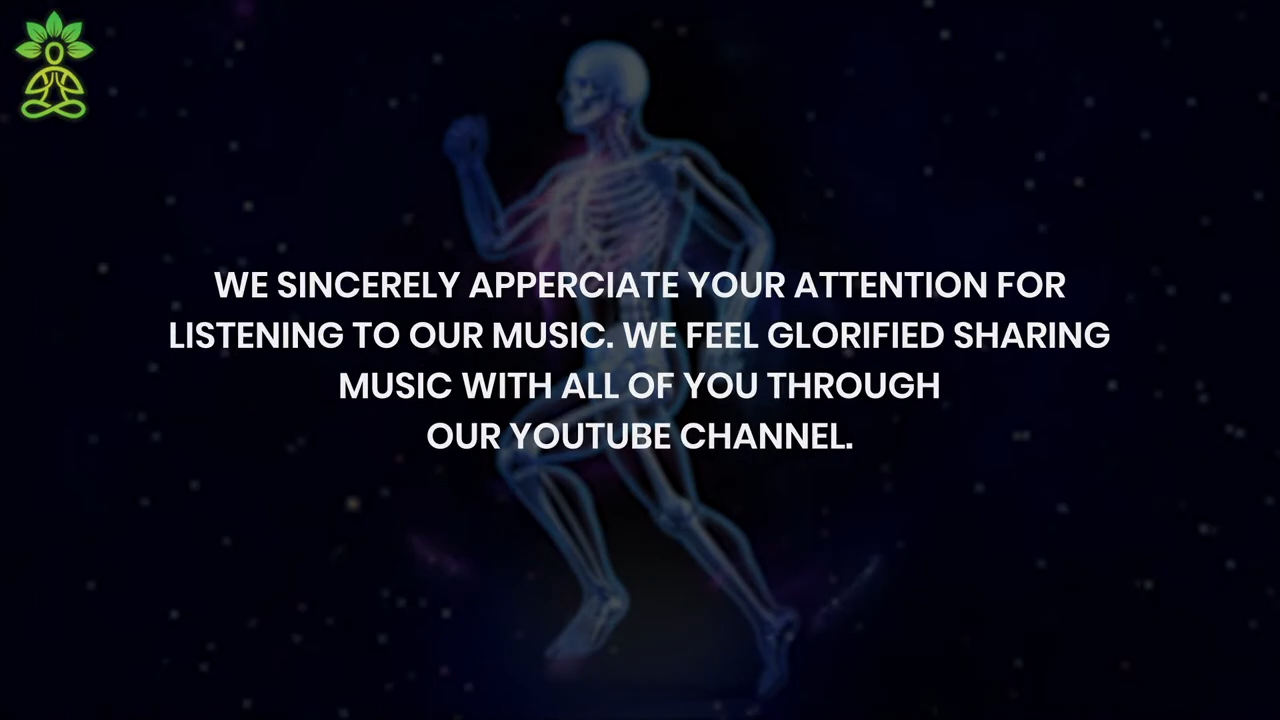 WE SINCERELY APPERCIATE YOUR ATTENTION FOR
LISTENING TO OUR MUSIC. WE FEEL GLORIFIED SHARING
MUSIC WITH ALL OF YOU THROUGH
OUR YOUTUBE CHANNEL.